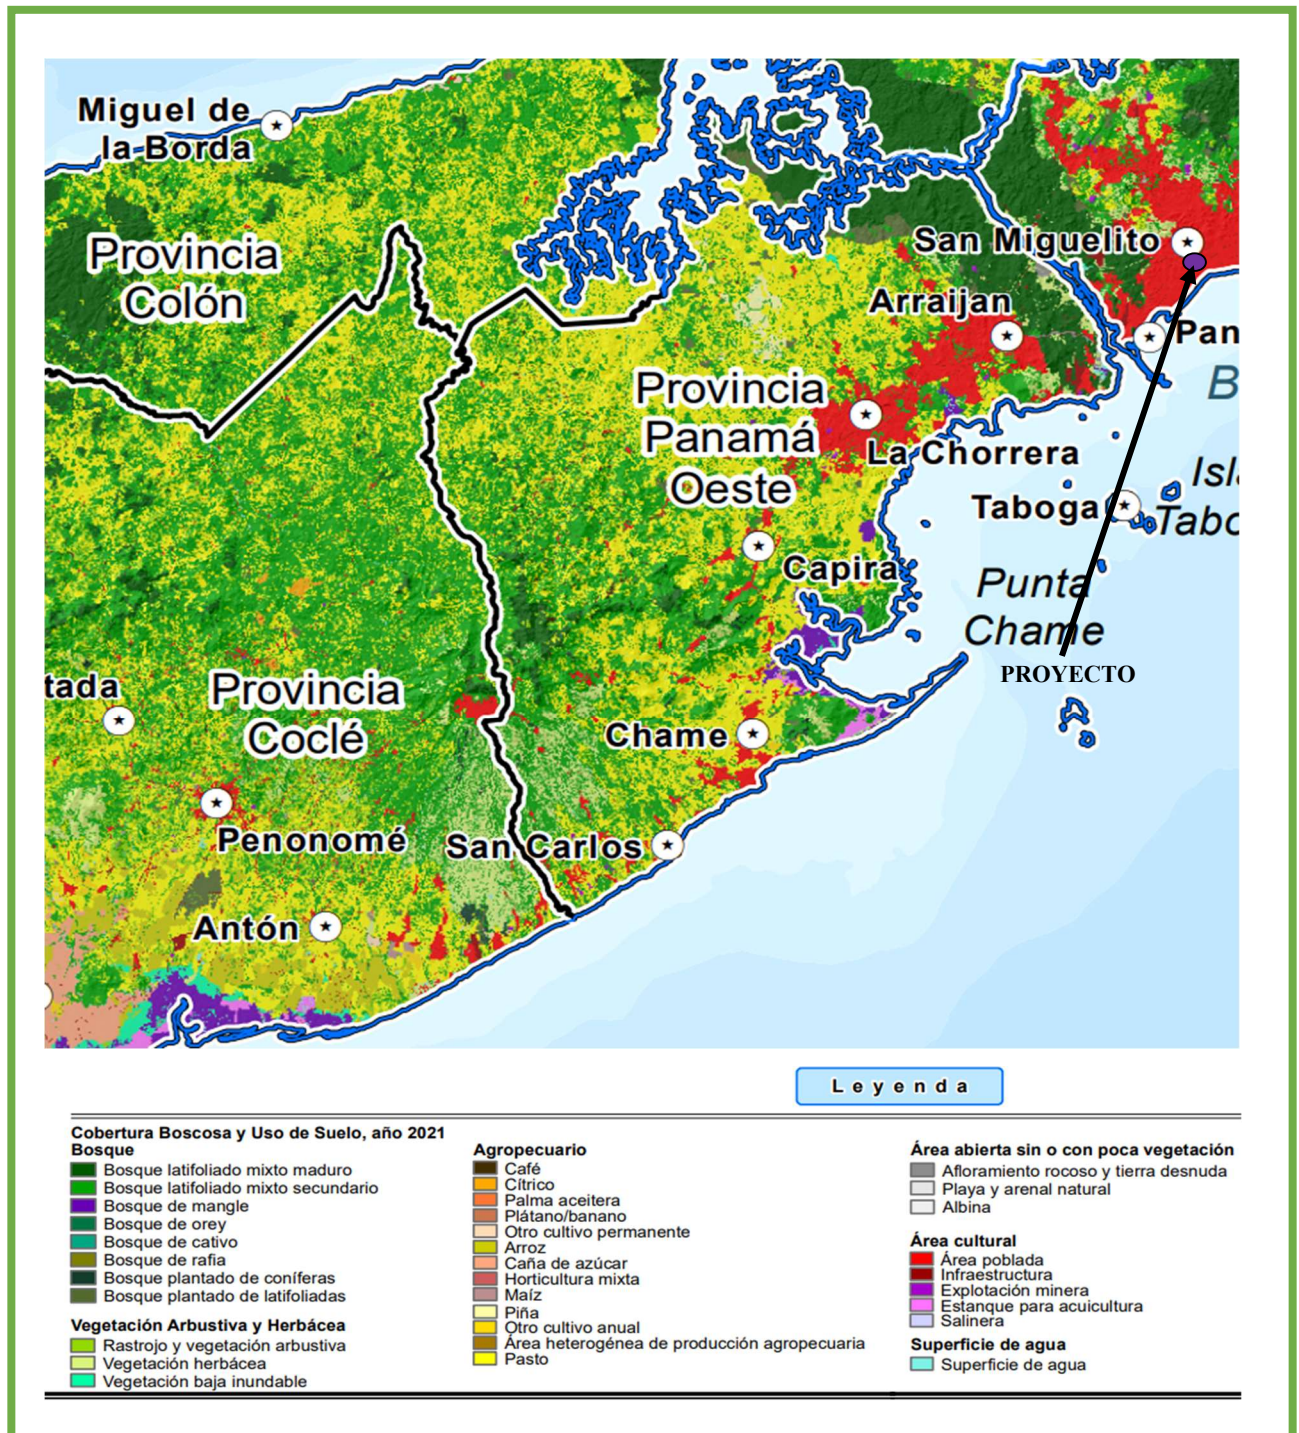 Miguel de
la Borda
Provincia
Colón
San Miguelito
Arraijan
Pan
B
Provincia
Panamá
Oeste
La Chorrera
Isl
Taboga
Tabo
Capira
Punta
Chame
PROYECTO
tada
Provincia
Coclé
Chame
Penonomé
San Carlos
Antón
Leyenda
Cobertura Boscosa y Uso de Suelo, año 2021
Bosque
Bosque latifoliado mixto maduro
Bosque latifoliado mixto secundario
Bosque de mangle
Bosque de orey
Bosque de cativo
Bosque de rafia
Bosque plantado de coníferas
Bosque plantado de latifoliadas
Vegetación Arbustiva y Herbácea
Rastrojo y vegetación arbustiva
Vegetación herbácea
Vegetación baja inundable
Agropecuario
Café
Cítrico
Palma aceitera
Plátano/banano
Otro cultivo permanente
Arroz
Caña de azúcar
Horticultura mixta
Maíz
Piña
Otro cultivo anual
Área heterogénea de producción agropecuaria
Pasto
Área abierta sin o con poca vegetación
Afloramiento rocoso y tierra desnuda
Playa y arenal natural
Albina
Área cultural
Área poblada
Infraestructura
Explotación minera
Estanque para acuicultura
Salinera
Superficie de agua
Superficie de agua